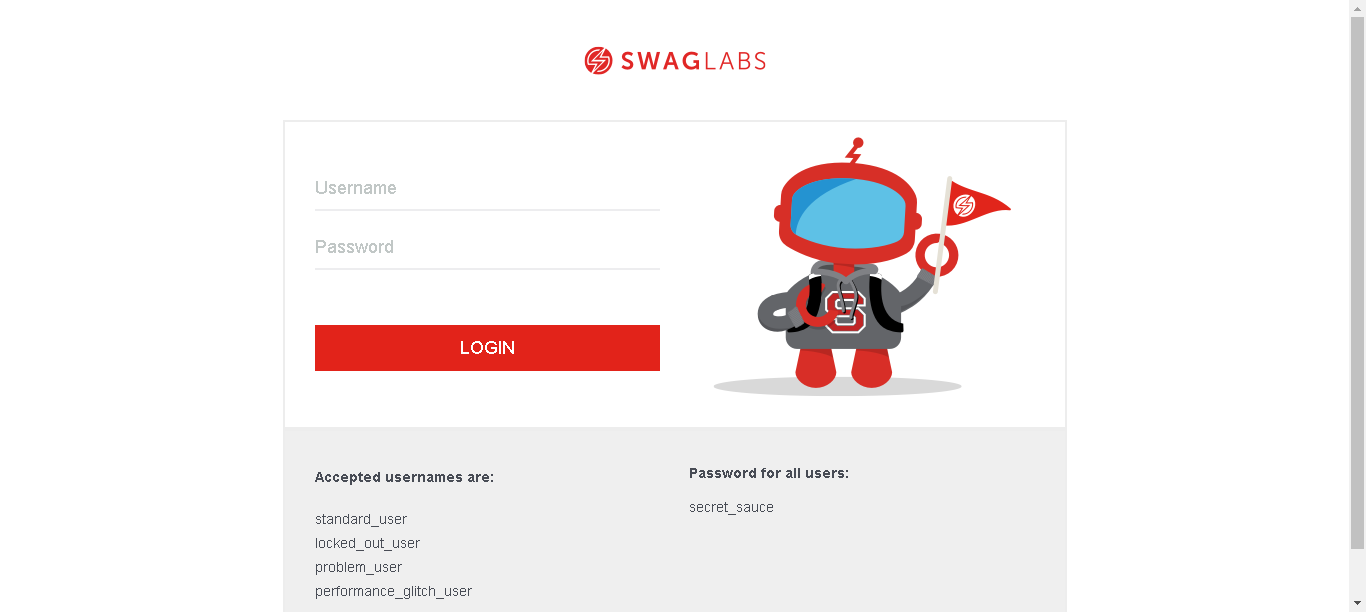 SWAGLABS
Username
Password
LOGIN
Accepted usernames are:
standard_user
locked_out_user
problem_user
performance_glitch_user
Password for all users:
secret_sauce